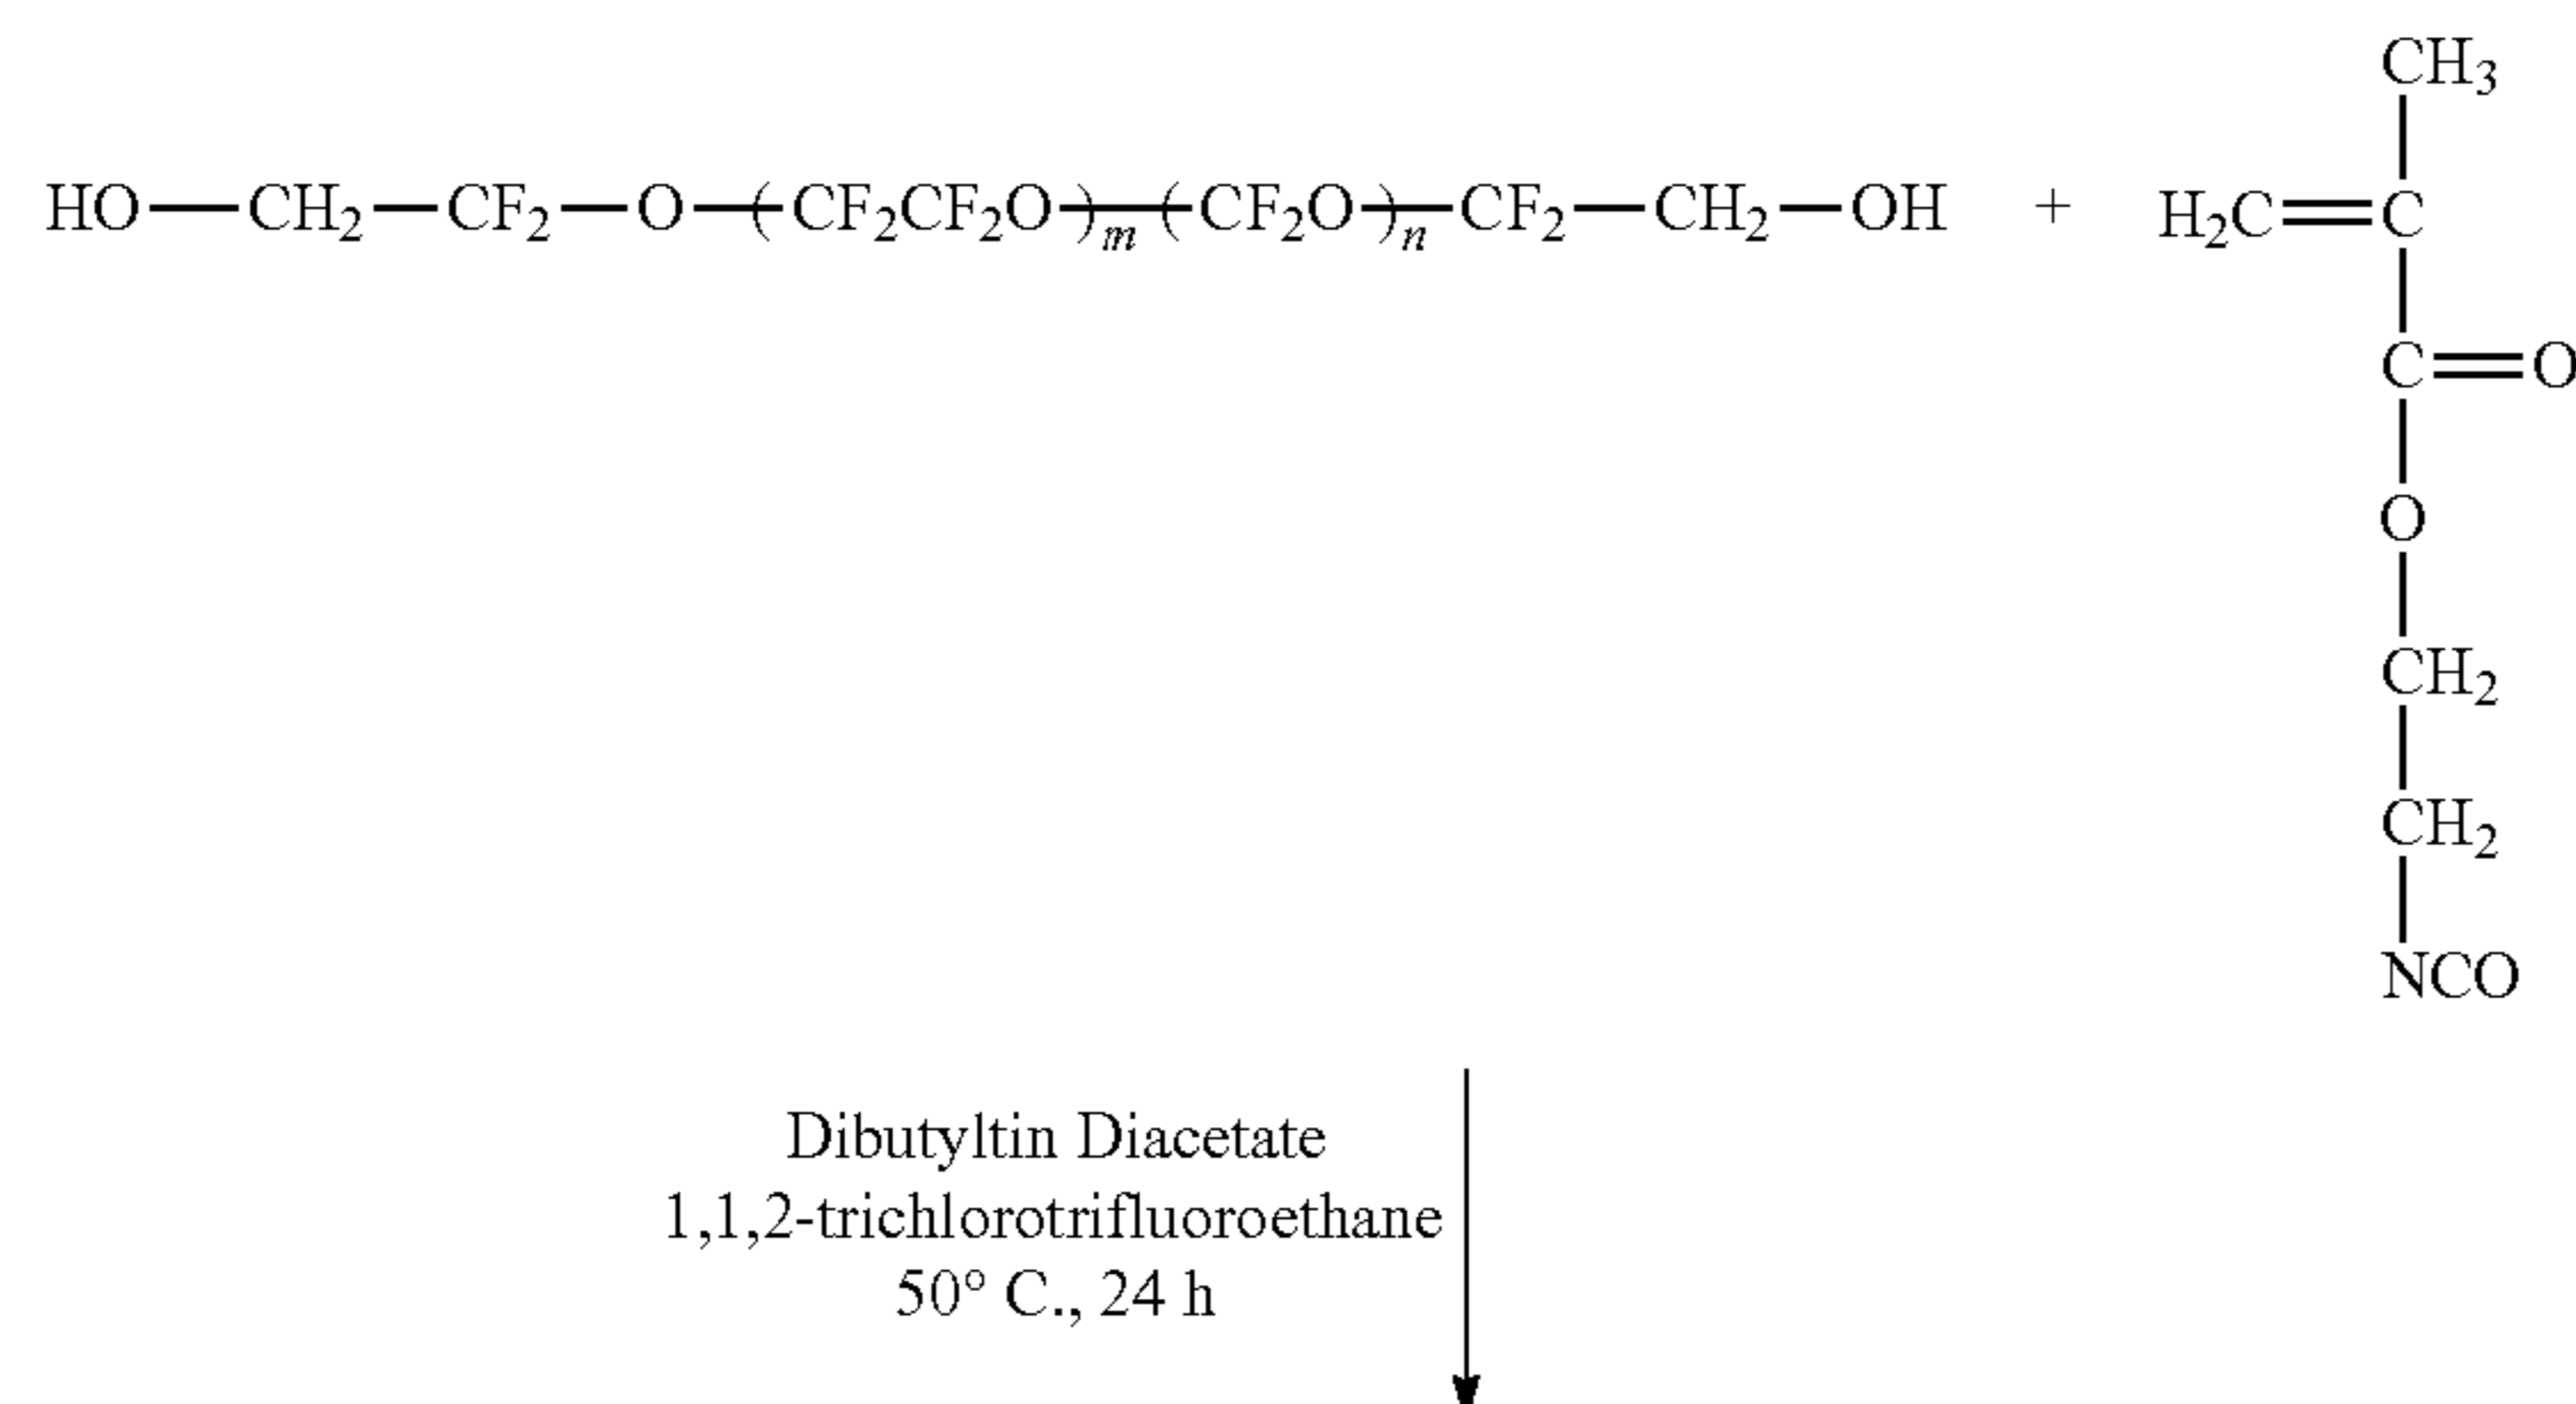 CH3
HO—CH2—CF2—O—(CF2CF2O)m(CF2O)n—CF2—CH2—OH + H2C=C
C=O
O
CH2
CH2
NCO
Dibutyltin Diacetate
1,1,2-trichlorotrifluoroethane
50° C., 24 h